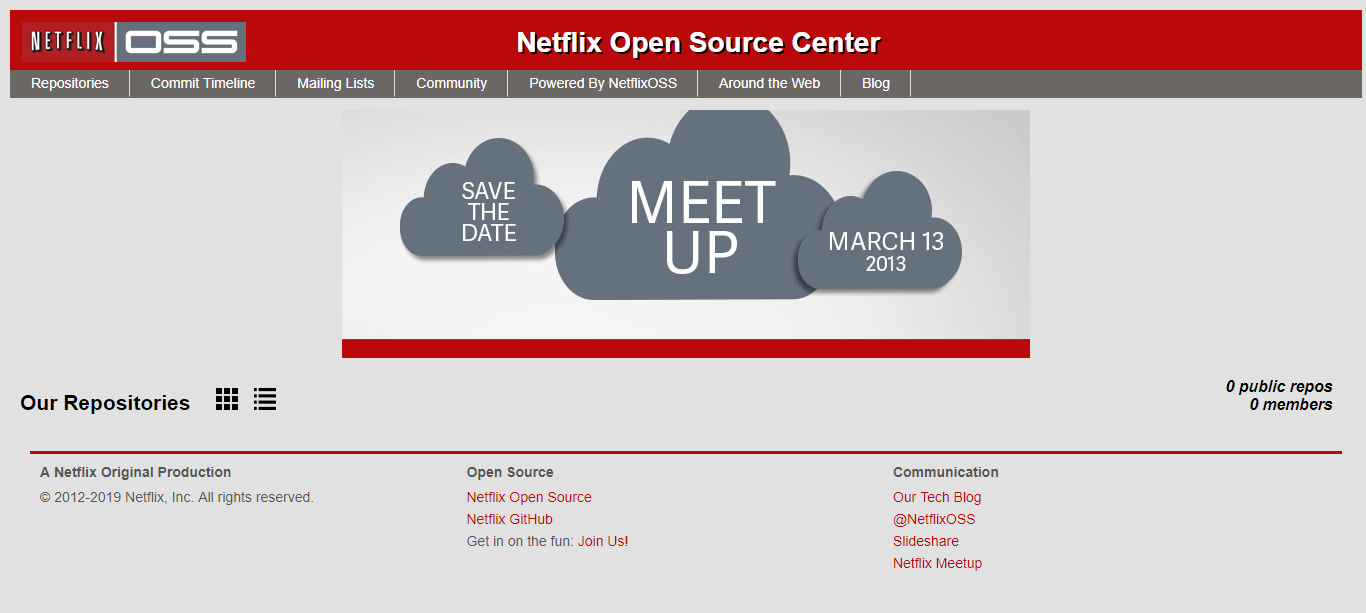 NETFLIX OSS
Netflix Open Source Center
Repositories Commit Timeline Mailing Lists Community Powered By NetflixOSS Around the Web Blog
SAVE
THE
DATE
MEET
UP
MARCH 13
2013
Our Repositories
0 public repos
0 members
A Netflix Original Production
© 2012-2019 Netflix, Inc. All rights reserved.
Open Source
Netflix Open Source
Netflix GitHub
Get in on the fun: Join Us!
Communication
Our Tech Blog
@NetflixOSS
Slideshare
Netflix Meetup